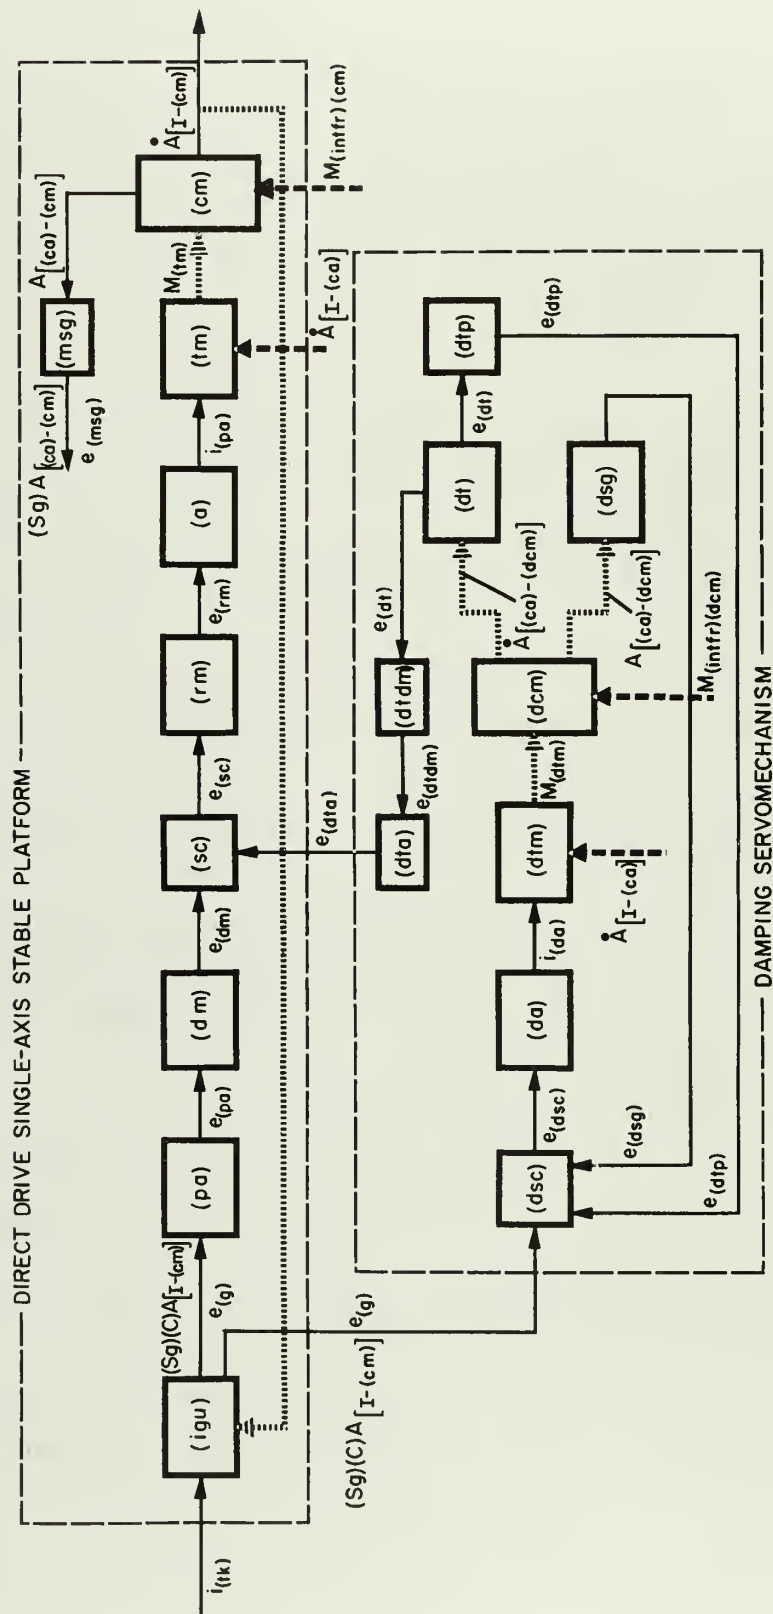 DIRECT DRIVE SINGLE-AXIS STABLE PLATFORM
i(tk)
(igu)
(Sg)(C)A[I-(cm)]
e(g)
(pa)
e(pa)
(dm)
e(dm)
(sc)
e(sc)
(rm)
e(rm)
(a)
i(pa)
(tm)
M(tm)
(cm)
Ȧ[I-(cm)]
A[(ca)-(cm)]
(msg)
(Sg)A[(ca)-(cm)]
e(msg)
M(intfr)(cm)
Ȧ[I-(ca)]
e(dta)
(Sg)(C)A[I-(cm)]
e(g)
(dta)
e(dtdm)
(dtdm)
e(dt)
(dt)
e(dt)
(dtp)
e(dtp)
(dsc)
e(dsc)
(da)
i(da)
(dtm)
M(dtm)
(dcm)
Ȧ[(ca)-(dcm)]
A[(ca)-(dcm)]
(dsg)
Ȧ[I-(ca)]
M(intfr)(dcm)
e(dsg)
e(dtp)
DAMPING SERVOMECHANISM